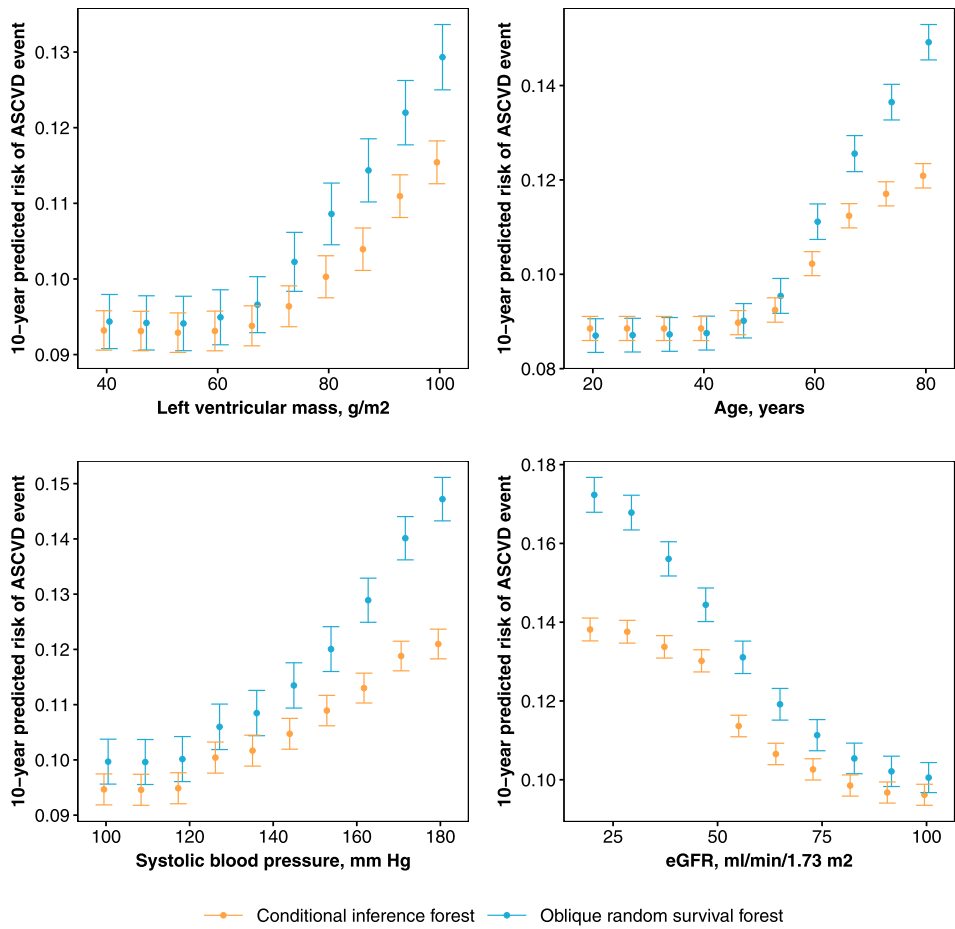 10−year predicted risk of ASCVD event
0.13
0.12
0.11
0.10
0.09
40 60 80 100
Left ventricular mass, g/m2
10−year predicted risk of ASCVD event
0.14
0.12
0.10
0.08
20 40 60 80
Age, years
10−year predicted risk of ASCVD event
0.15
0.14
0.13
0.12
0.11
0.10
0.09
100 120 140 160 180
Systolic blood pressure, mm Hg
10−year predicted risk of ASCVD event
0.18
0.16
0.14
0.12
0.10
25 50 75 100
eGFR, ml/min/1.73 m2
Conditional inference forest Oblique random survival forest